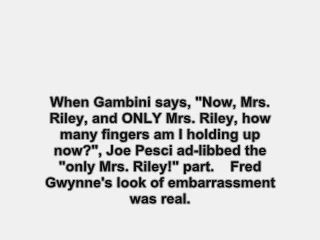 When Gambini says, "Now, Mrs.
Riley, and ONLY Mrs. Riley, how
many fingers am I holding up
now?", Joe Pesci ad-libbed the
"only Mrs. Riley!" part.    Fred
Gwynne's look of embarrassment
was real.